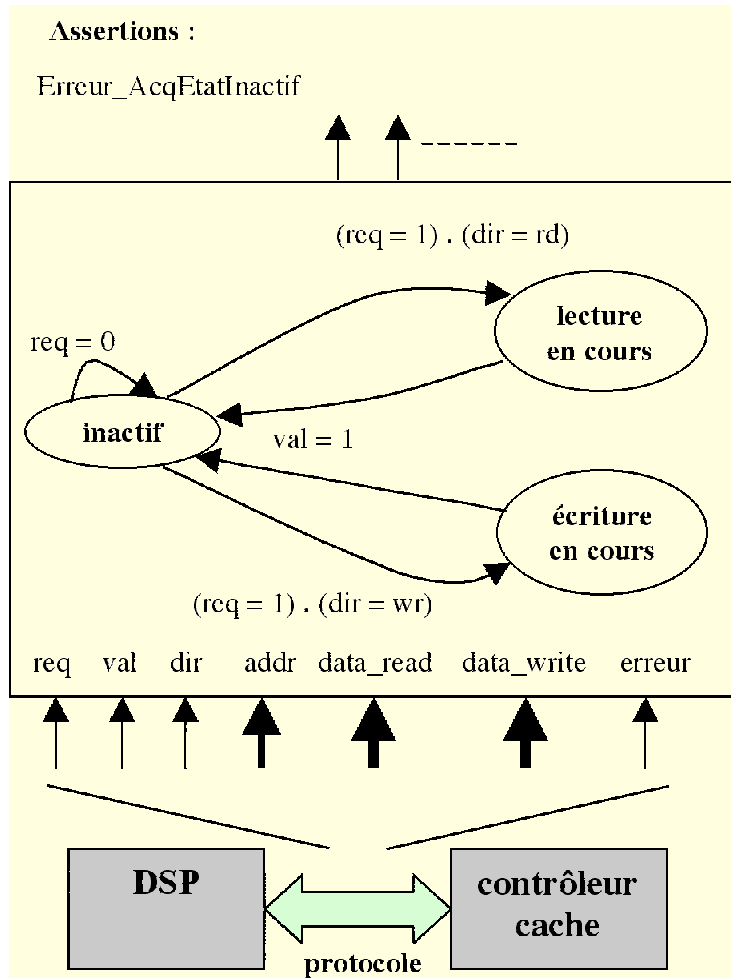 Assertions :
Erreur_AcqEtatInactif
(req = 1) . (dir = rd)
lecture
en cours
req = 0
inactif
val = 1
écriture
en cours
(req = 1) . (dir = wr)
req val dir addr data_read data_write erreur
DSP
contrôleur
cache
protocole